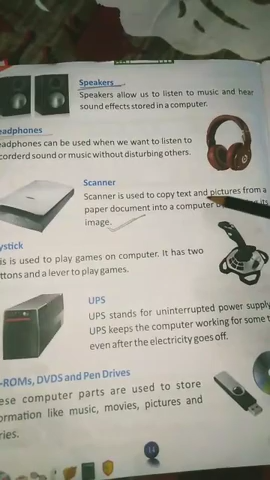 Speakers
Speakers allow us to listen to music and hear
sound effects stored in a computer.
eadphones
eadphones can be used when we want to listen to
corderd sound or music without disturbing others.
Scanner
Scanner is used to copy text and pictures from a
paper document into a computer by its
image.
ystick
is is used to play games on computer. It has two
ttons and a lever to play games.
UPS
UPS stands for uninterrupted power supply
UPS keeps the computer working for some t
even after the electricity goes off.
-ROMs, DVDS and Pen Drives
ese computer parts are used to store
ormation like music, movies, pictures and
ries.
14